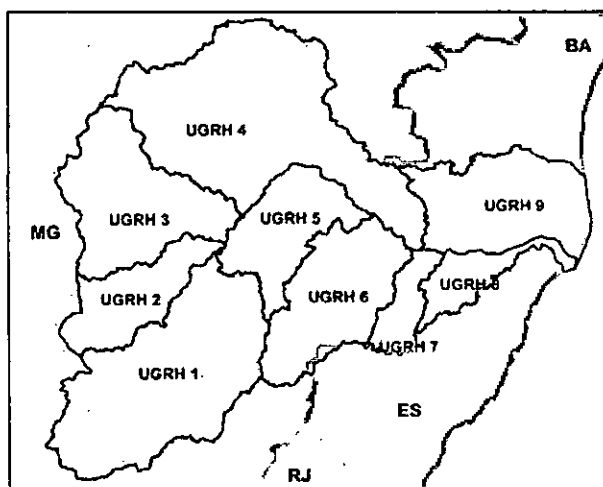 BA
UGRH 4
UGRH 3
UGRH 5
UGRH 9
MG
UGRH 2
UGRH 6
UGRH 8
UGRH 7
UGRH 1
ES
RJ